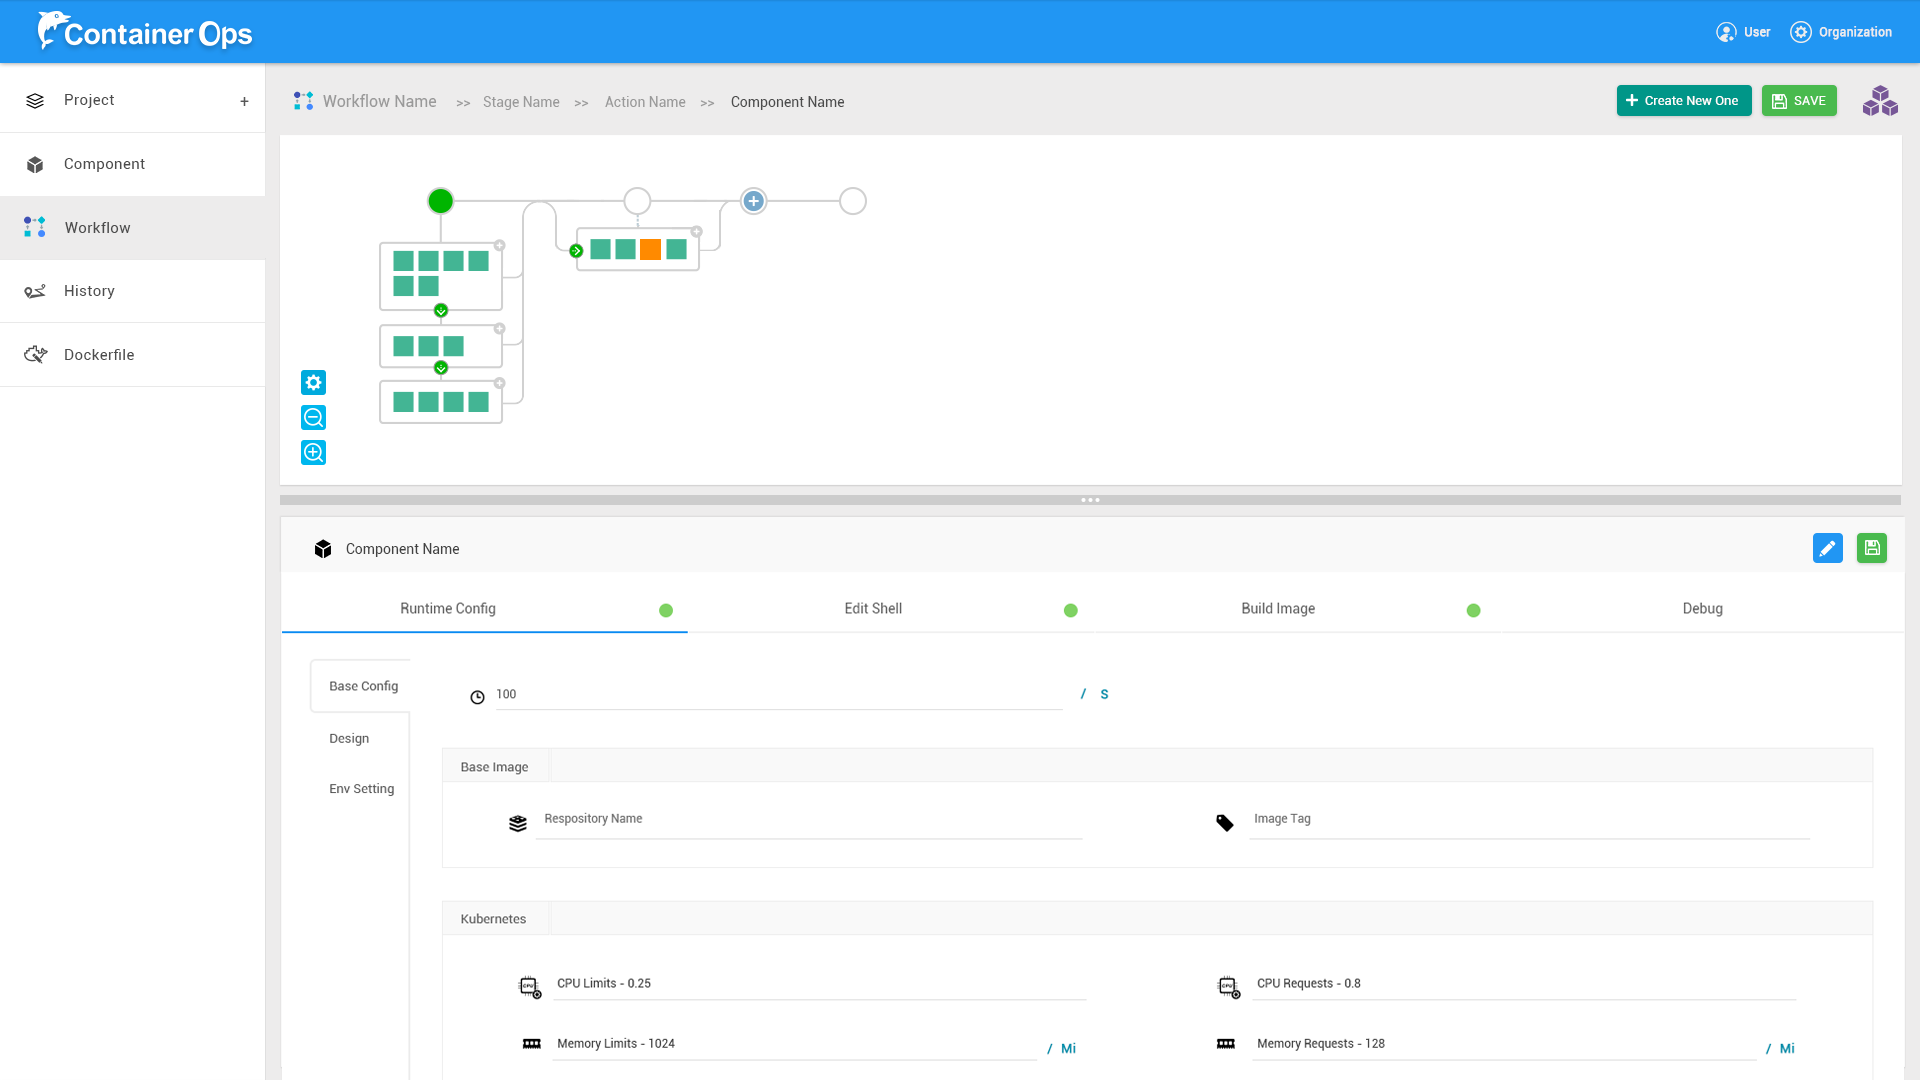 Container Ops
User
Organization
Project +
Component
Workflow
History
Dockerfile
Workflow Name >> Stage Name >> Action Name >> Component Name
Create New One
SAVE
Component Name
Runtime Config
Edit Shell
Build Image
Debug
Base Config
Design
Env Setting
100 / S
Base Image
Respository Name
Image Tag
Kubernetes
CPU Limits - 0.25
CPU Requests - 0.8
Memory Limits - 1024 / Mi
Memory Requests - 128 / Mi